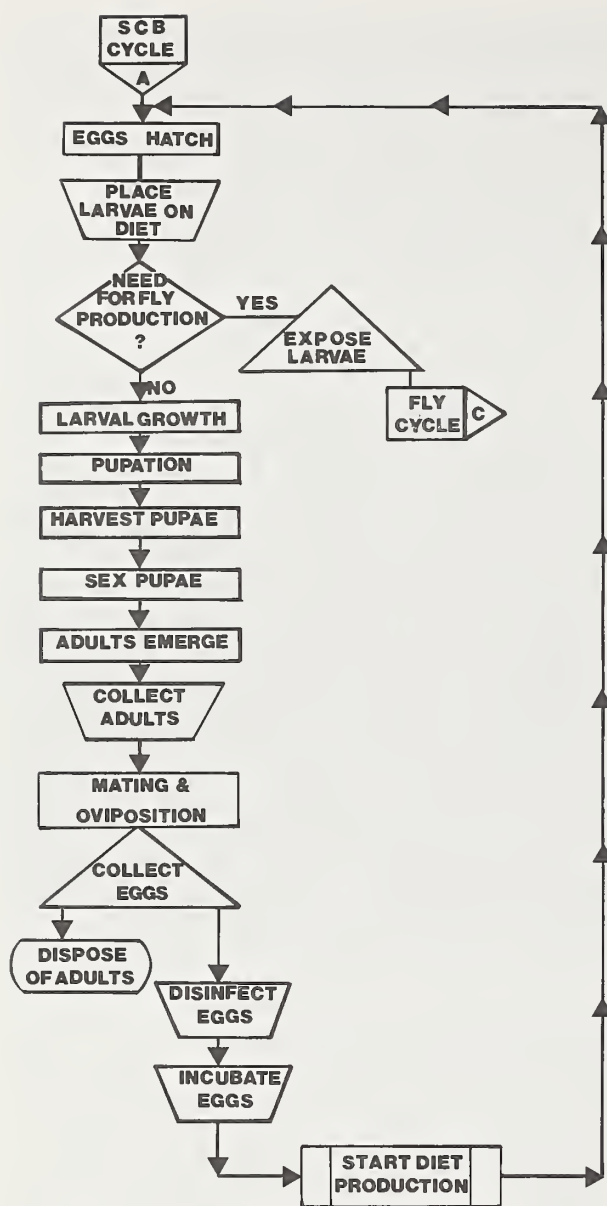 SCB
CYCLE
A
EGGS HATCH
PLACE
LARVAE ON
DIET
NEED
FOR FLY
PRODUCTION
?
YES
EXPOSE
LARVAE
FLY
CYCLE
C
NO
LARVAL GROWTH
PUPATION
HARVEST PUPAE
SEX PUPAE
ADULTS EMERGE
COLLECT
ADULTS
MATING &
OVIPOSITION
COLLECT
EGGS
DISPOSE
OF ADULTS
DISINFECT
EGGS
INCUBATE
EGGS
START DIET
PRODUCTION